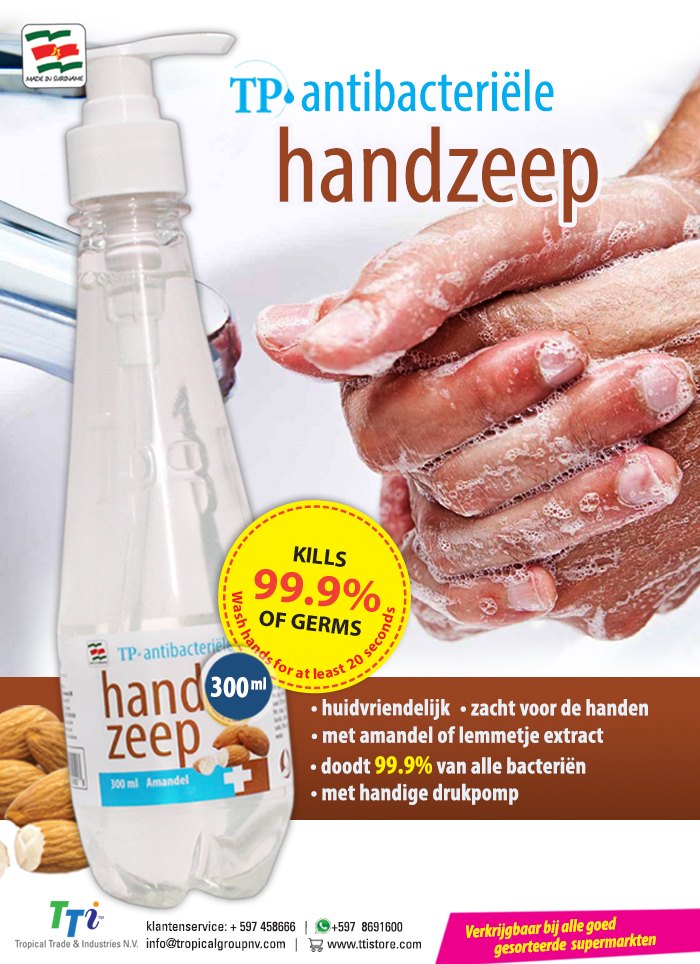 MADE IN SURINAME
TP antibacteriële
handzeep
KILLS
99.9%
OF GERMS
Wash hands for at least 20 seconds
300 ml
TP antibacteriële
hand
zeep
300 ml Amandel
• huidvriendelijk • zacht voor de handen
• met amandel of lemmetje extract
• doodt 99.9% van alle bacteriën
• met handige drukpomp
TTi™
Tropical Trade & Industries N.V.
klantenservice: + 597 458666 | +597 8691600
info@tropicalgroupnv.com | www.ttistore.com
Verkrijgbaar bij alle goed
gesorteerde supermarkten